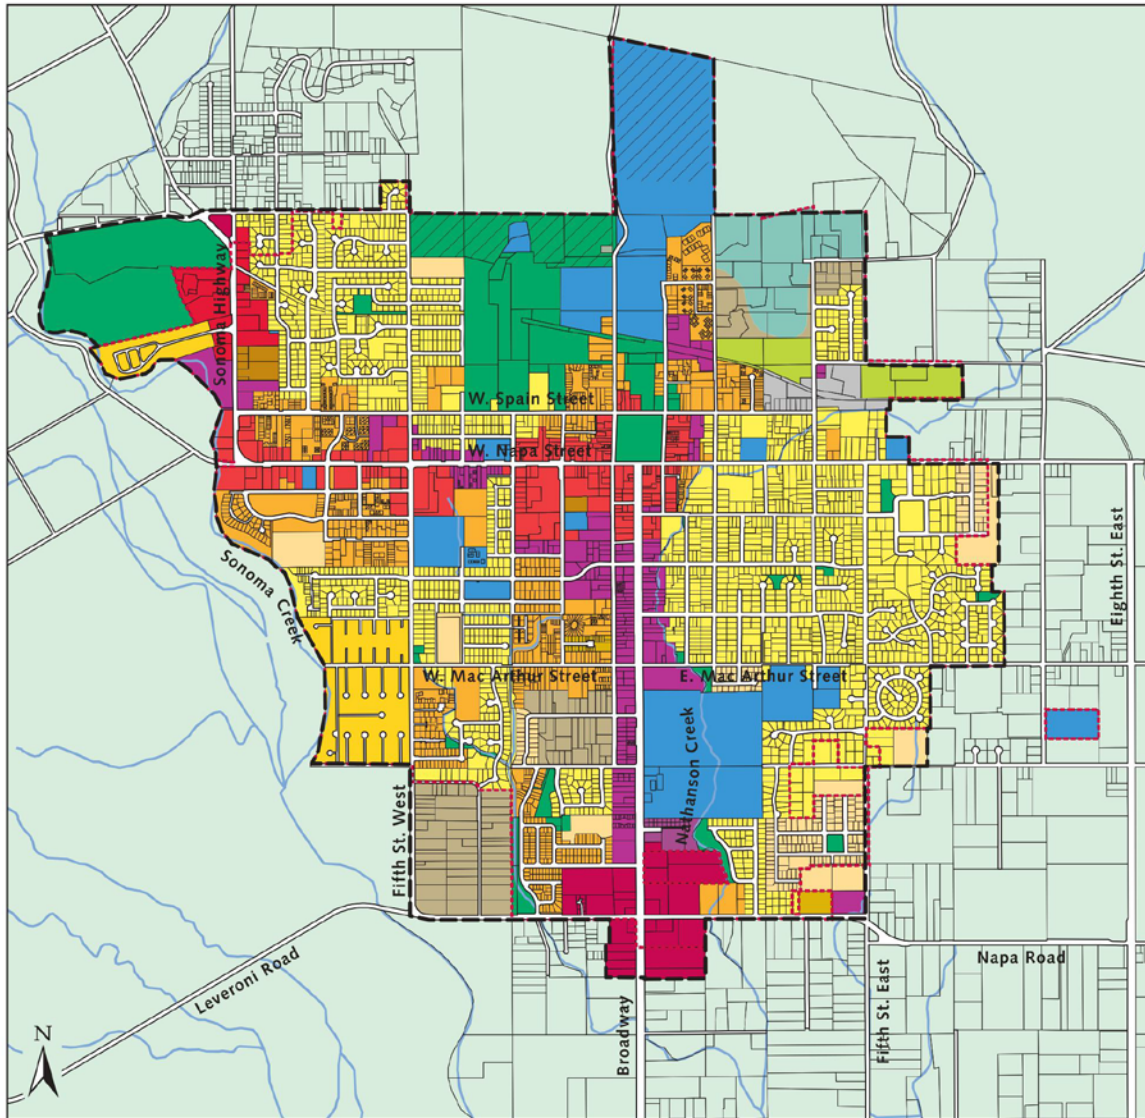 Sonoma Highway
W. Spain Street
W. Napa Street
Sonoma Creek
Eighth St. East
W. Mac Arthur Street
E. Mac Arthur Street
Nathanson Creek
Fifth St. West
Leveroni Road
Napa Road
Broadway
Fifth St. East
N